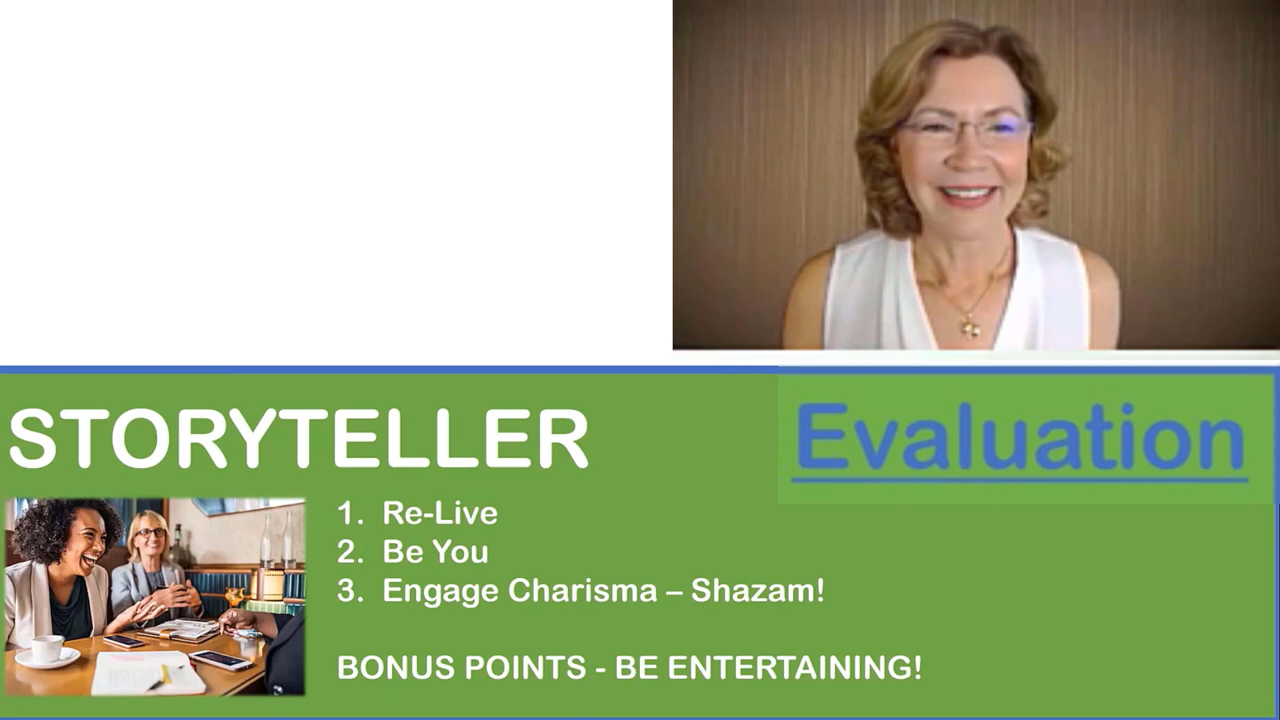 STORYTELLER
Evaluation
1. Re-Live
2. Be You
3. Engage Charisma – Shazam!
BONUS POINTS - BE ENTERTAINING!